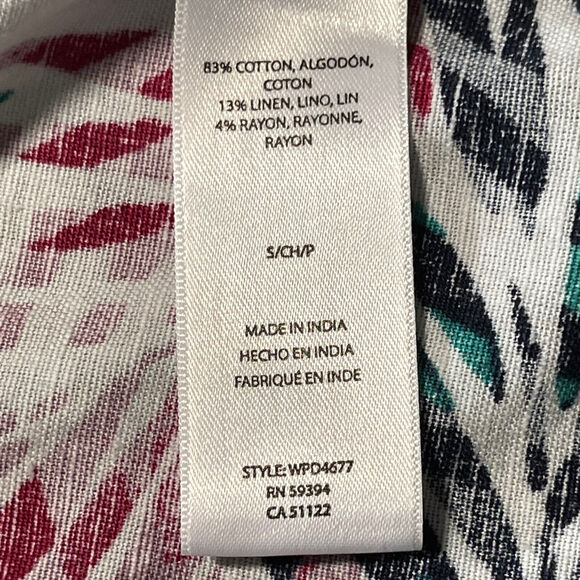 83% COTTON, ALGODÓN,
COTON
13% LINEN, LINO, LIN
4% RAYON, RAYONNE,
RAYON
S/CH/P
MADE IN INDIA
HECHO EN INDIA
FABRIQUÉ EN INDE
STYLE: WPD4677
RN 59394
CA 51122